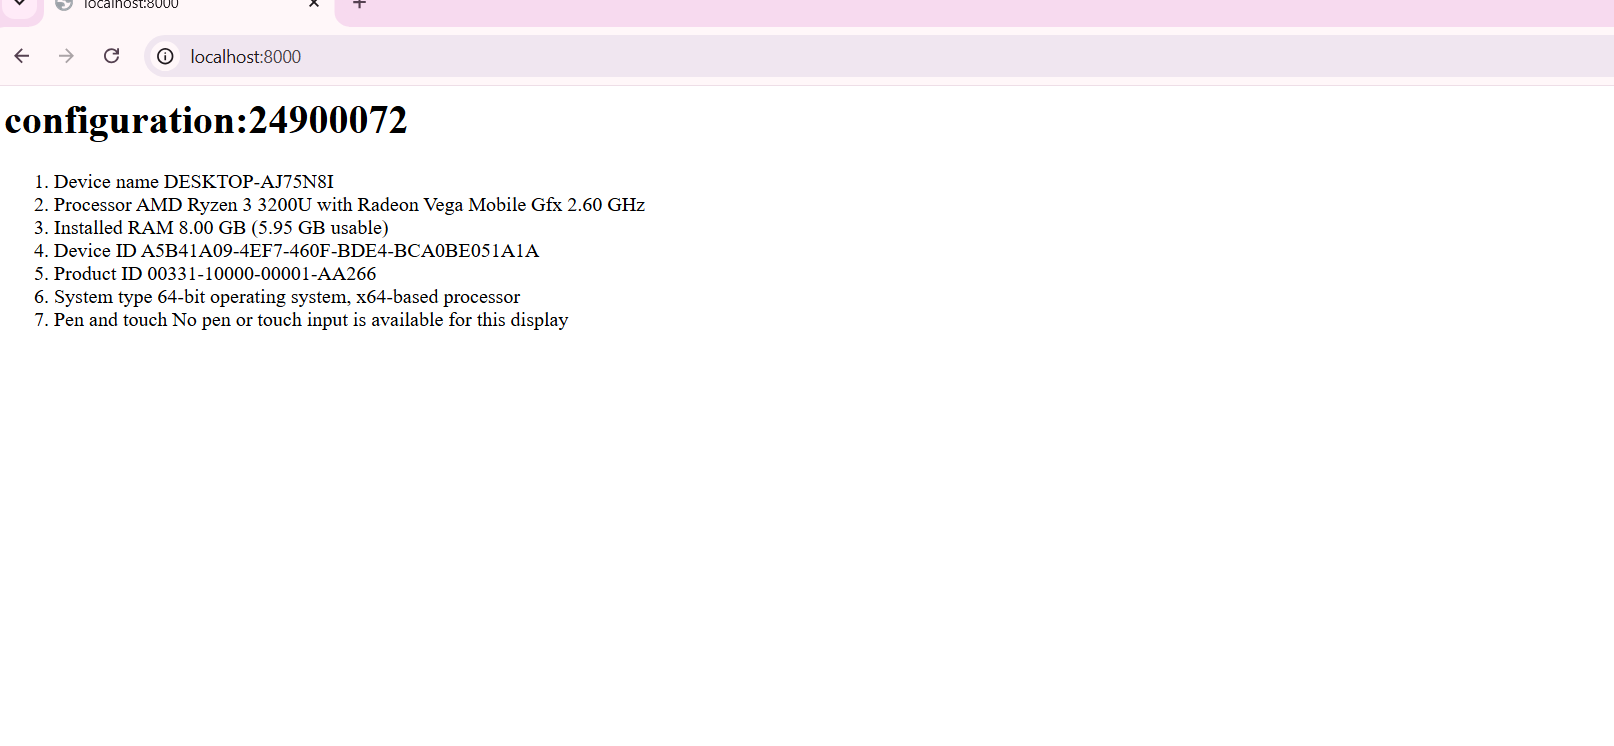 localhost:8000
localhost:8000
configuration:24900072
1. Device name DESKTOP-AJ75N8I
2. Processor AMD Ryzen 3 3200U with Radeon Vega Mobile Gfx 2.60 GHz
3. Installed RAM 8.00 GB (5.95 GB usable)
4. Device ID A5B41A09-4EF7-460F-BDE4-BCA0BE051A1A
5. Product ID 00331-10000-00001-AA266
6. System type 64-bit operating system, x64-based processor
7. Pen and touch No pen or touch input is available for this display